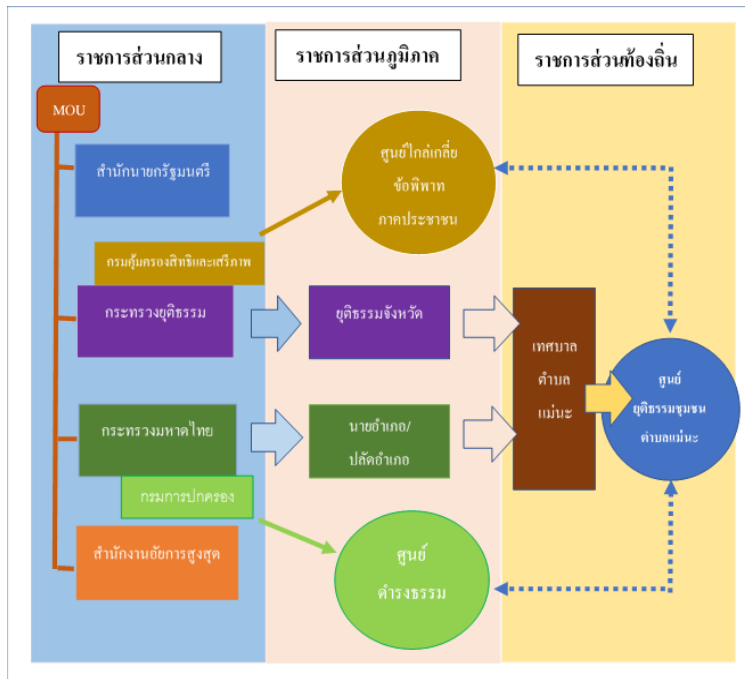 ราชการส่วนกลาง
ราชการส่วนภูมิภาค
ราชการส่วนท้องถิ่น
MOU
สำนักนายกรัฐมนตรี
ศูนย์ไกล่เกลี่ย
ข้อพิพาท
ภาคประชาชน
กรมคุ้มครองสิทธิและเสรีภาพ
กระทรวงยุติธรรม
ยุติธรรมจังหวัด
เทศบาล
ตำบล
แม่นะ
ศูนย์
ยุติธรรมชุมชน
ตำบลแม่นะ
กระทรวงมหาดไทย
นายอำเภอ/
ปลัดอำเภอ
กรมการปกครอง
สำนักงานอัยการสูงสุด
ศูนย์
ดำรงธรรม